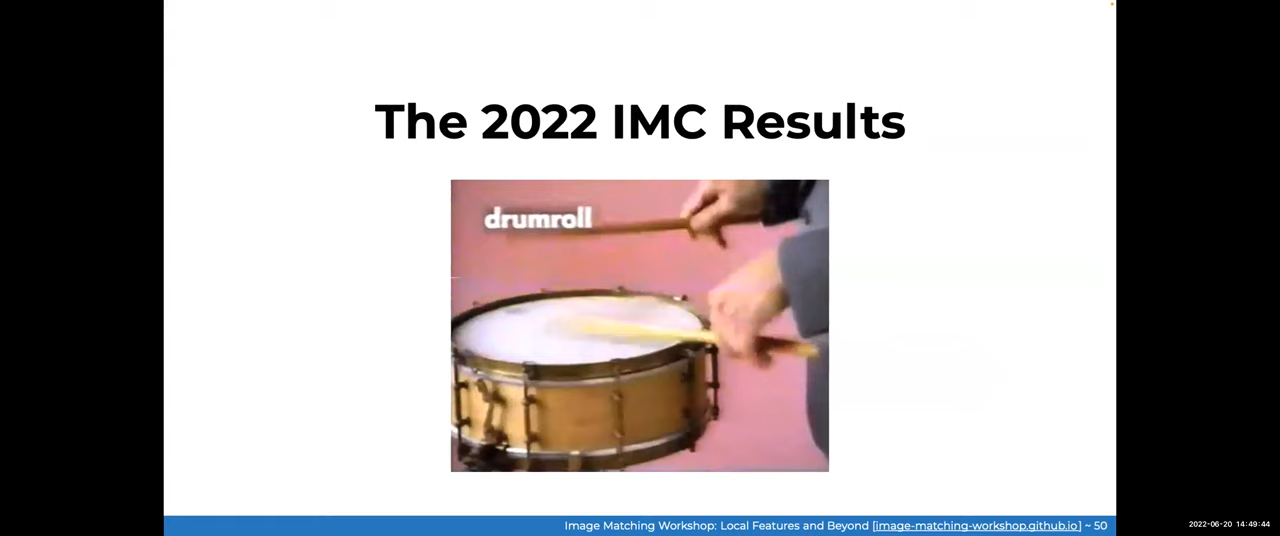 The 2022 IMC Results
drumroll
Image Matching Workshop: Local Features and Beyond [image-matching-workshop.github.io] ~ 50
2022-06-20 14:49:44